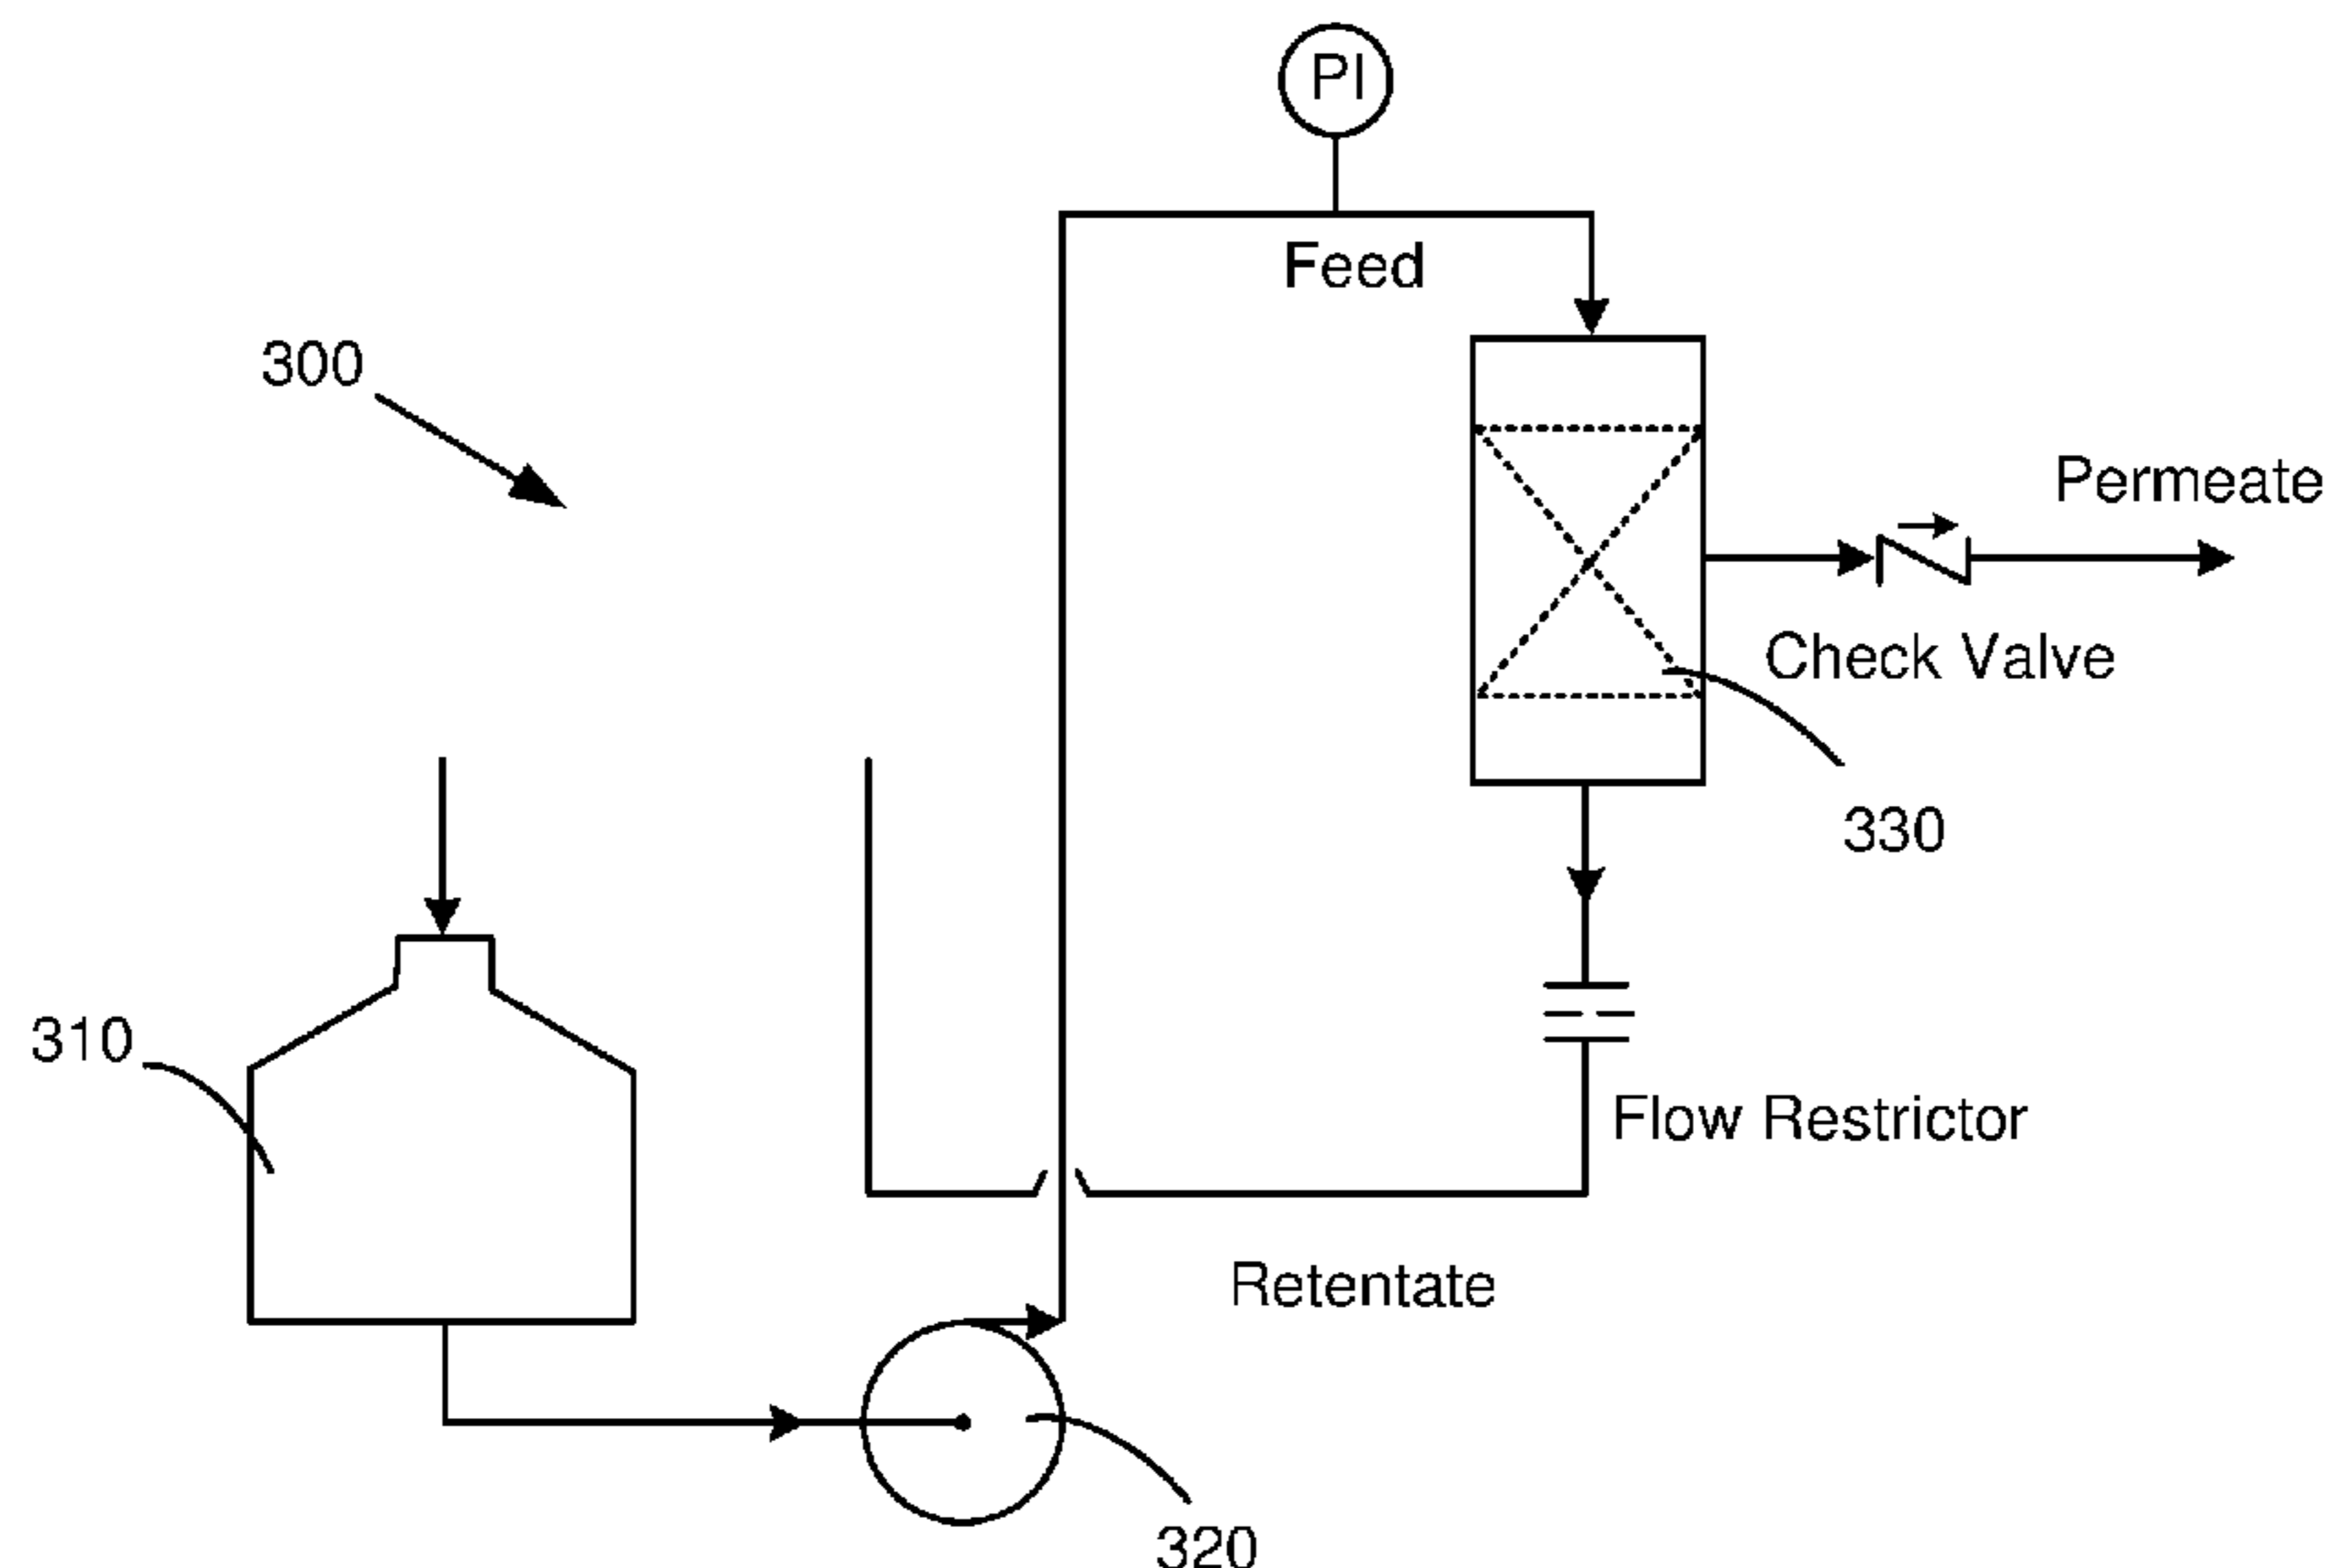 PI
Feed
300
Permeate
Check Valve
330
310
Flow Restrictor
Retentate
320